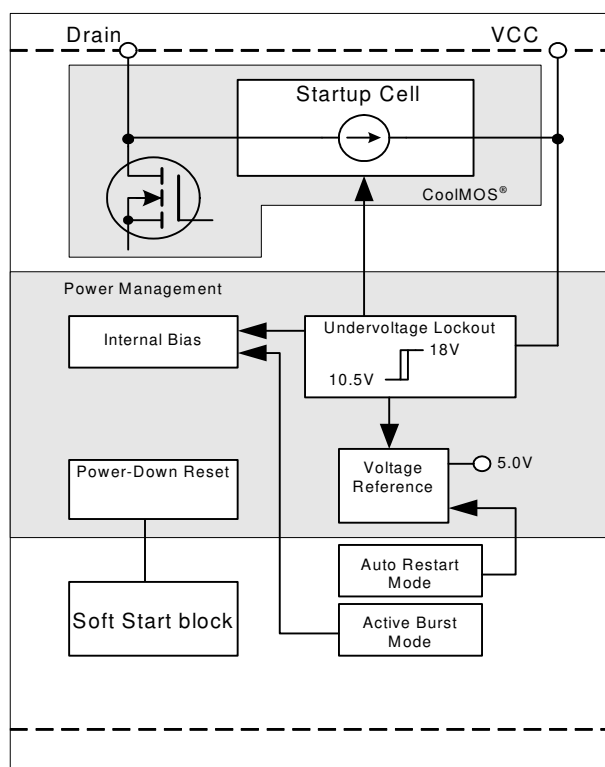 Drain
VCC
Startup Cell
CoolMOS®
Power Management
Internal Bias
Undervoltage Lockout
18V
10.5V
Power-Down Reset
Voltage
Reference
5.0V
Auto Restart
Mode
Soft Start block
Active Burst
Mode